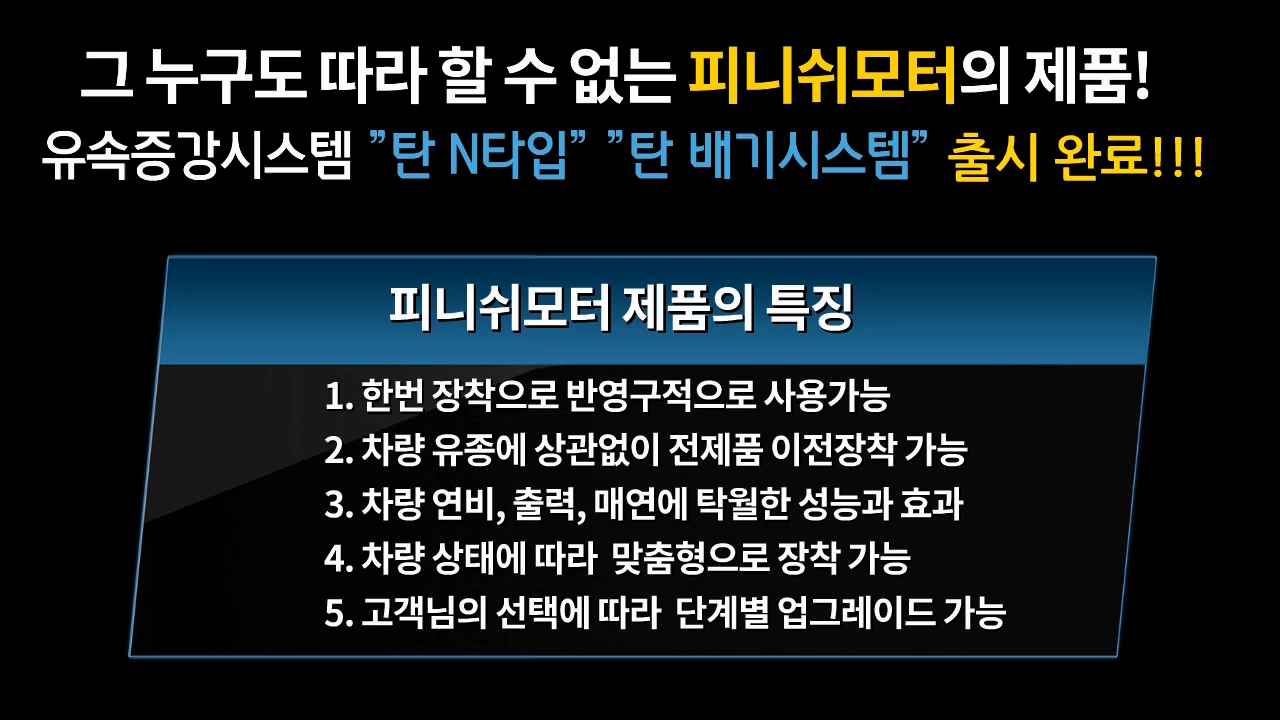 그 누구도 따라 할 수 없는 피니쉬모터의 제품!
유속증강시스템 ”탄 N타입” ”탄 배기시스템” 출시 완료!!!
피니쉬모터 제품의 특징
1. 한번 장착으로 반영구적으로 사용가능
2. 차량 유종에 상관없이 전제품 이전장착 가능
3. 차량 연비, 출력, 매연에 탁월한 성능과 효과
4. 차량 상태에 따라 맞춤형으로 장착 가능
5. 고객님의 선택에 따라 단계별 업그레이드 가능